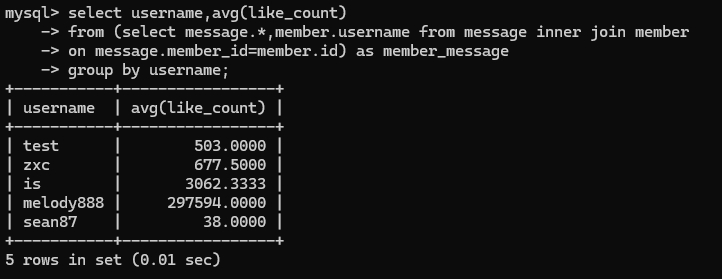 mysql> select username,avg(like_count)
    -> from (select message.*,member.username from message inner join member
    -> on message.member_id=member.id) as member_message
    -> group by username;
+-----------+-----------------+
| username  | avg(like_count) |
+-----------+-----------------+
| test      |        503.0000 |
| zxc       |        677.5000 |
| is        |       3062.3333 |
| melody888 |     297594.0000 |
| sean87    |         38.0000 |
+-----------+-----------------+
5 rows in set (0.01 sec)